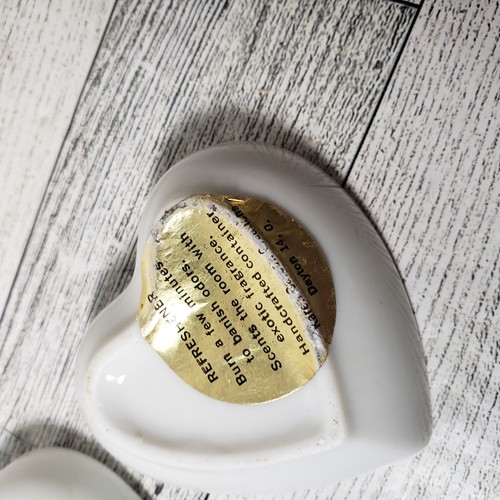 REFRESHENER
Burn a few minutes
to banish odors,
Scents the room with
exotic fragrance.
Handcrafted container
Dayton 14, O.